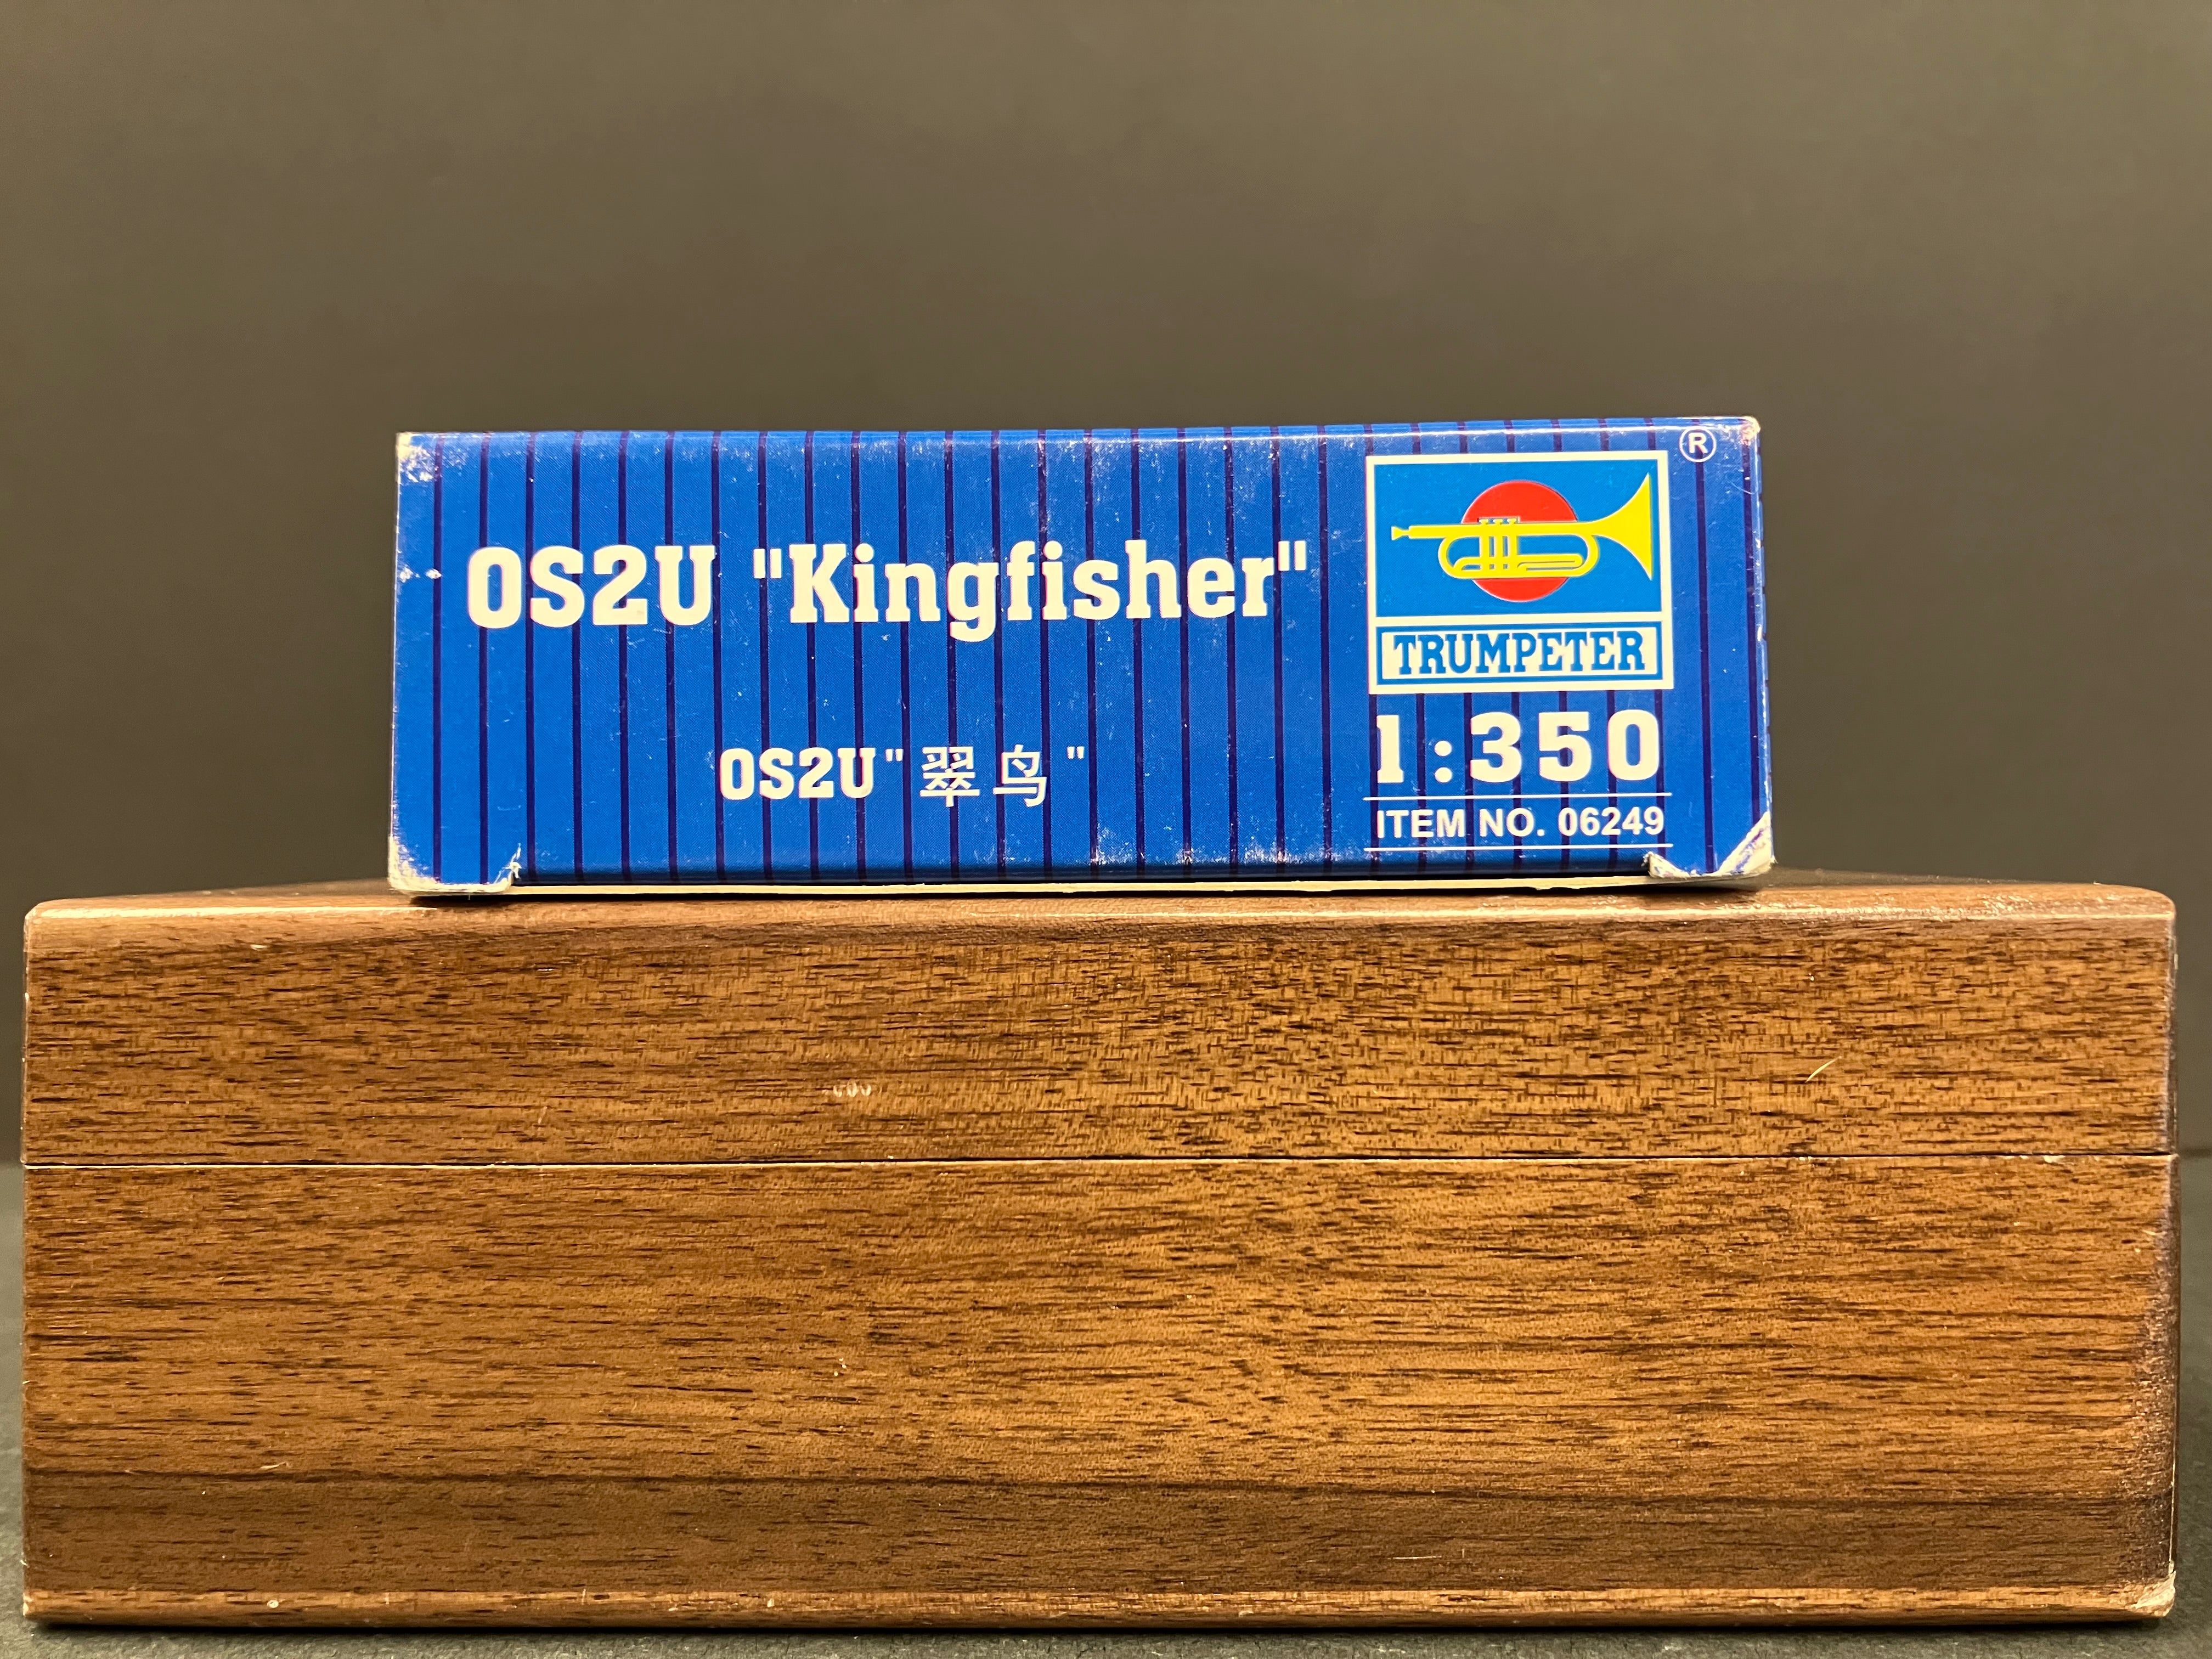 OS2U "Kingfisher"
OS2U"翠鸟"
®
TRUMPETER
1:350
ITEM NO. 06249